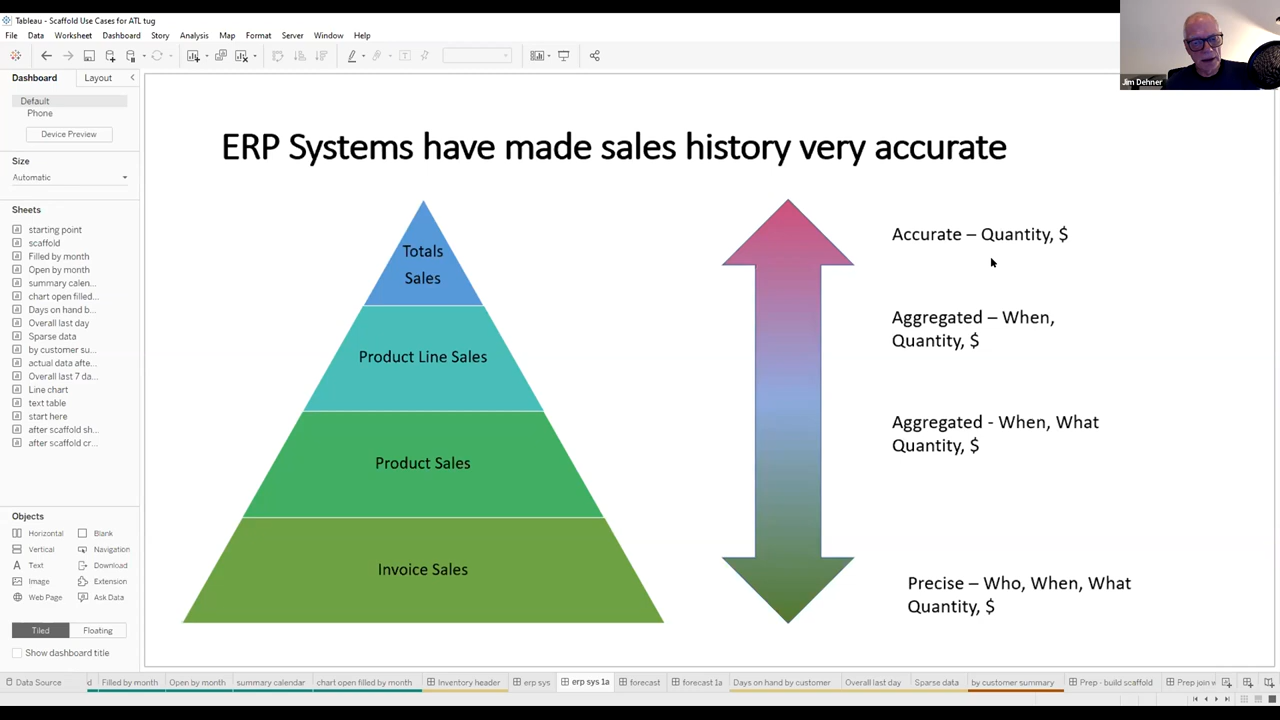 Tableau - Scaffold Use Cases for ATL tug
File Data Worksheet Dashboard Story Analysis Map Format Server Window Help
Jim Dehner
Dashboard Layout
Default
Phone
Device Preview
Size
Automatic
Sheets
starting point
scaffold
Filled by month
Open by month
summary calen...
chart open filled...
Days on hand b...
Overall last day
Sparse data
by customer su...
actual data afte...
Overall last 7 da...
Line chart
text table
start here
after scaffold sh...
after scaffold cr...
Objects
Horizontal Blank
Vertical Navigation
Text Download
Image Extension
Web Page Ask Data
Tiled Floating
Show dashboard title
ERP Systems have made sales history very accurate
Totals
Sales
Product Line Sales
Product Sales
Invoice Sales
Accurate – Quantity, $
Aggregated – When,
Quantity, $
Aggregated - When, What
Quantity, $
Precise – Who, When, What
Quantity, $
Data Source d Filled by month Open by month summary calendar chart open filled by month Inventory header erp sys erp sys 1a forecast forecast 1a Days on hand by customer Overall last day Sparse data by customer summary Prep - build scaffold Prep join w